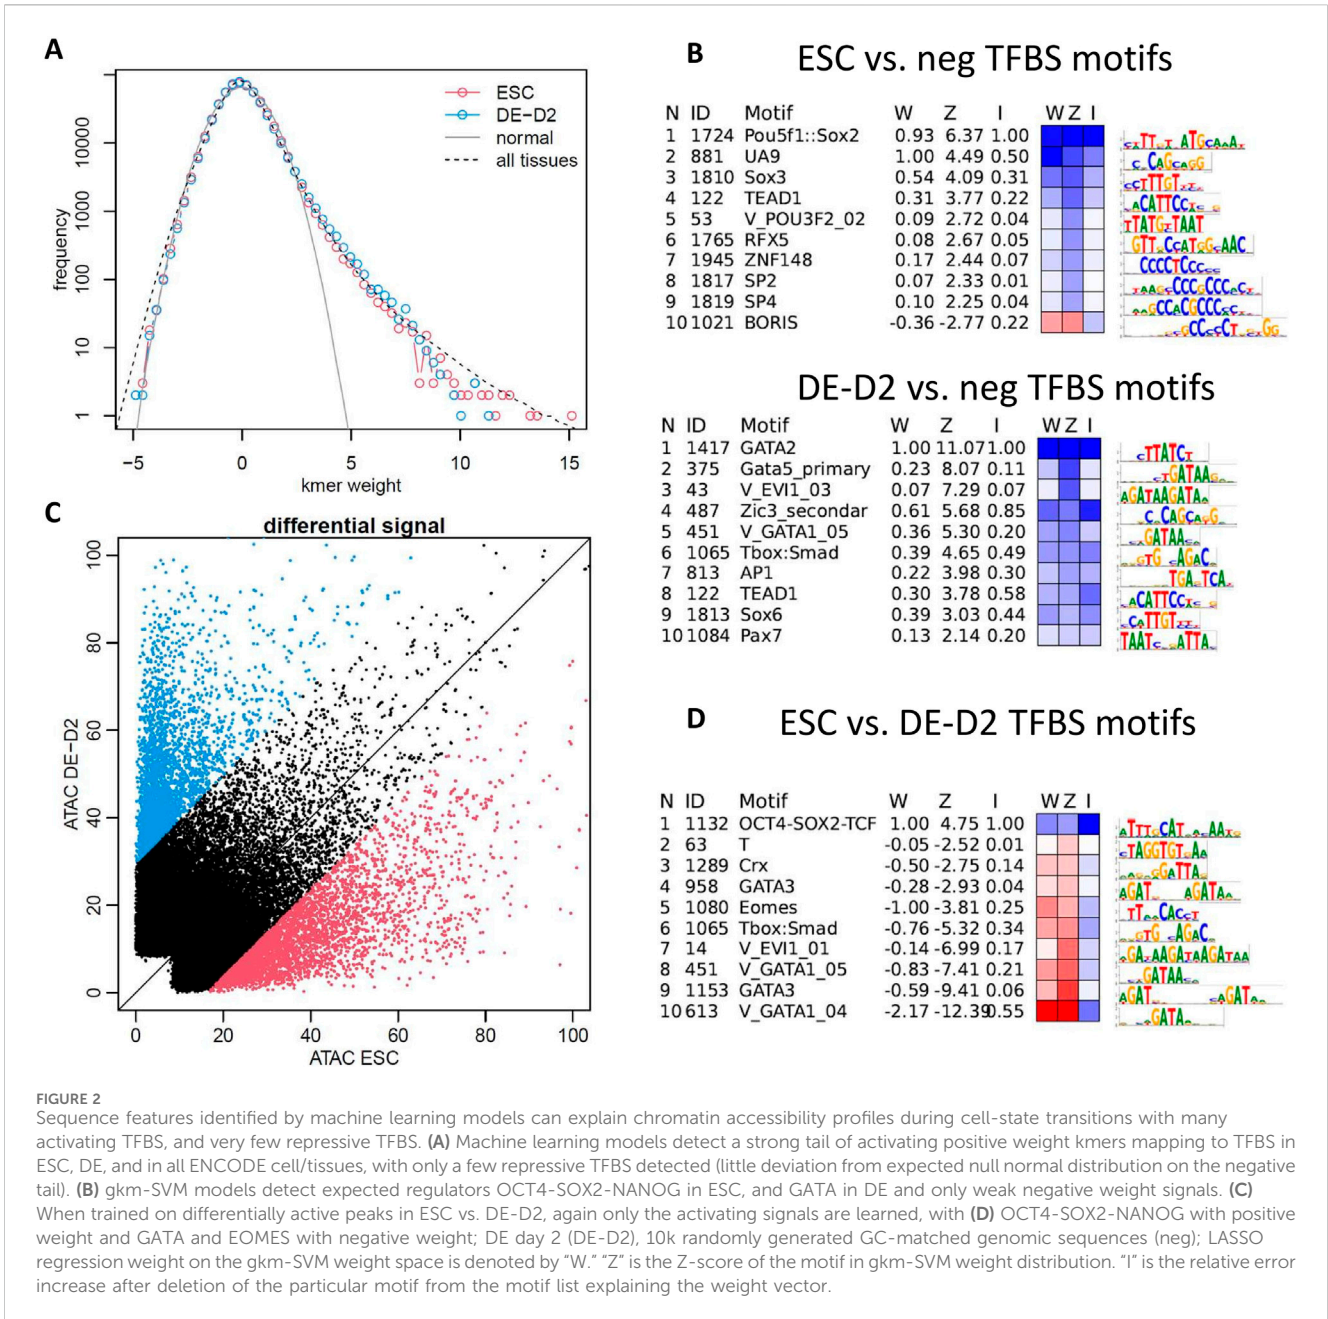 A
frequency
10000
1000
100
10
1
ESC
DE−D2
normal
all tissues
−5 0 5 10 15
kmer weight
B
ESC vs. neg TFBS motifs
N ID Motif W Z I W Z I
1 1724 Pou5f1::Sox2 0.93 6.37 1.00
2 881 UA9 1.00 4.49 0.50
3 1810 Sox3 0.54 4.09 0.31
4 122 TEAD1 0.31 3.77 0.22
5 53 V_POU3F2_02 0.09 2.72 0.04
6 1765 RFX5 0.08 2.67 0.05
7 1945 ZNF148 0.17 2.44 0.07
8 1817 SP2 0.07 2.33 0.01
9 1819 SP4 0.10 2.25 0.04
10 1021 BORIS -0.36 -2.77 0.22
DE-D2 vs. neg TFBS motifs
N ID Motif W Z I W Z I
1 1417 GATA2 1.00 11.07 1.00
2 375 Gata5_primary 0.23 8.07 0.11
3 43 V_EVI1_03 0.07 7.29 0.07
4 487 Zic3_secondar 0.61 5.68 0.85
5 451 V_GATA1_05 0.36 5.30 0.20
6 1065 Tbox:Smad 0.39 4.65 0.49
7 813 AP1 0.22 3.98 0.30
8 122 TEAD1 0.30 3.78 0.58
9 1813 Sox6 0.39 3.03 0.44
10 1084 Pax7 0.13 2.14 0.20
C
differential signal
ATAC DE−D2
100
80
60
40
20
0
0 20 40 60 80 100
ATAC ESC
D
ESC vs. DE-D2 TFBS motifs
N ID Motif W Z I W Z I
1 1132 OCT4-SOX2-TCF 1.00 4.75 1.00
2 63 T -0.05 -2.52 0.01
3 1289 Crx -0.50 -2.75 0.14
4 958 GATA3 -0.28 -2.93 0.04
5 1080 Eomes -1.00 -3.81 0.25
6 1065 Tbox:Smad -0.76 -5.32 0.34
7 14 V_EVI1_01 -0.14 -6.99 0.17
8 451 V_GATA1_05 -0.83 -7.41 0.21
9 1153 GATA3 -0.59 -9.41 0.06
10 613 V_GATA1_04 -2.17 -12.39 0.55
FIGURE 2
Sequence features identified by machine learning models can explain chromatin accessibility profiles during cell-state transitions with many
activating TFBS, and very few repressive TFBS. (A) Machine learning models detect a strong tail of activating positive weight kmers mapping to TFBS in
ESC, DE, and in all ENCODE cell/tissues, with only a few repressive TFBS detected (little deviation from expected null normal distribution on the negative
tail). (B) gkm-SVM models detect expected regulators OCT4-SOX2-NANOG in ESC, and GATA in DE and only weak negative weight signals. (C)
When trained on differentially active peaks in ESC vs. DE-D2, again only the activating signals are learned, with (D) OCT4-SOX2-NANOG with positive
weight and GATA and EOMES with negative weight; DE day 2 (DE-D2), 10k randomly generated GC-matched genomic sequences (neg); LASSO
regression weight on the gkm-SVM weight space is denoted by “W.” “Z” is the Z-score of the motif in gkm-SVM weight distribution. “I” is the relative error
increase after deletion of the particular motif from the motif list explaining the weight vector.